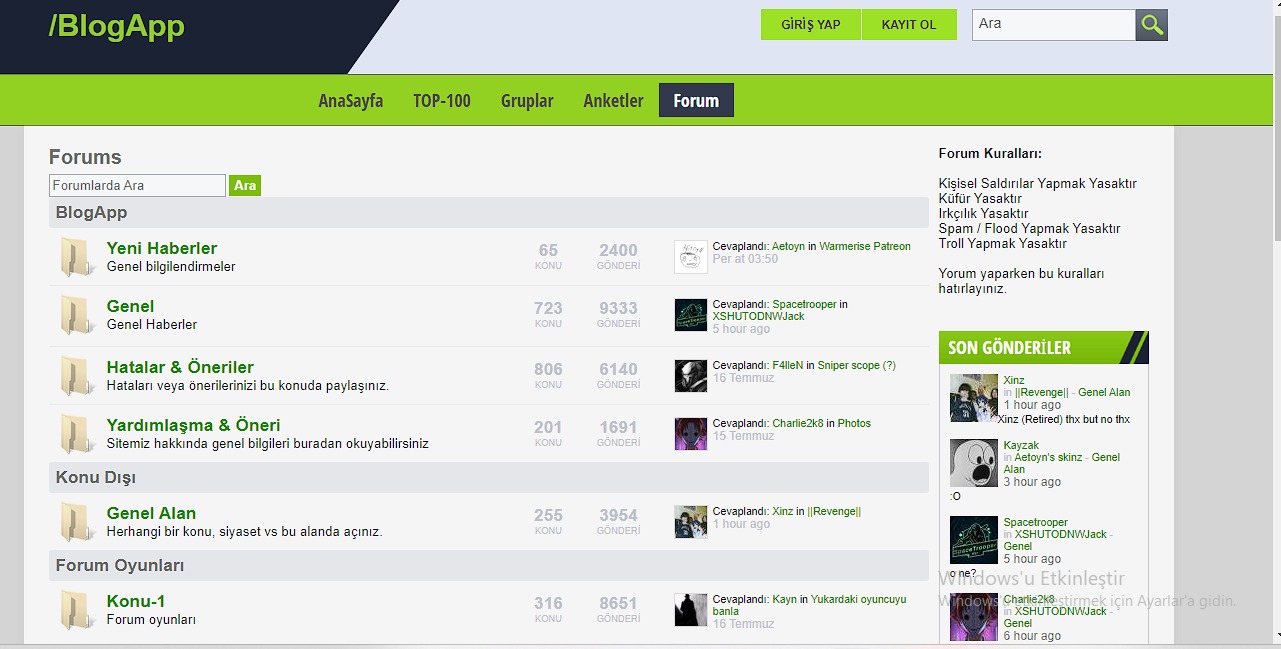 /BlogApp
GİRİŞ YAP
KAYIT OL
Ara
AnaSayfa
TOP-100
Gruplar
Anketler
Forum
Forums
Forumlarda Ara
Ara
BlogApp
Yeni Haberler
Genel bilgilendirmeler
65
KONU
2400
GÖNDERİ
Cevaplandı: Aetoyn in Warmerise Patreon
Per at 03:50
Genel
Genel Haberler
723
KONU
9333
GÖNDERİ
Cevaplandı: Spacetrooper in
XSHUTODNWJack
5 hour ago
Hatalar & Öneriler
Hataları veya önerilerinizi bu konuda paylaşınız.
806
KONU
6140
GÖNDERİ
Cevaplandı: F4lleN in Sniper scope (?)
16 Temmuz
Yardımlaşma & Öneri
Sitemiz hakkında genel bilgileri buradan okuyabilirsiniz
201
KONU
1691
GÖNDERİ
Cevaplandı: Charlie2k8 in Photos
15 Temmuz
Konu Dışı
Genel Alan
Herhangi bir konu, siyaset vs bu alanda açınız.
255
KONU
3954
GÖNDERİ
Cevaplandı: Xinz in ||Revenge||
1 hour ago
Forum Oyunları
Konu-1
Forum oyunları
316
KONU
8651
GÖNDERİ
Cevaplandı: Kayn in Yukardaki oyuncuyu
banla
16 Temmuz
Forum Kuralları:
Kişisel Saldırılar Yapmak Yasaktır
Küfür Yasaktır
Irkçılık Yasaktır
Spam / Flood Yapmak Yasaktır
Troll Yapmak Yasaktır
Yorum yaparken bu kuralları
hatırlayınız.
SON GÖNDERİLER
Xinz
in ||Revenge|| - Genel Alan
1 hour ago
Xinz (Retired) thx but no thx
Kayzak
in Aetoyn's skinz - Genel
Alan
3 hour ago
:O
Spacetrooper
in XSHUTODNWJack -
Genel
5 hour ago
o ne?
Charlie2k8
in XSHUTODNWJack -
Genel
6 hour ago
Windows'u Etkinleştir
Windows'u etkinleştirmek için Ayarlar'a gidin.